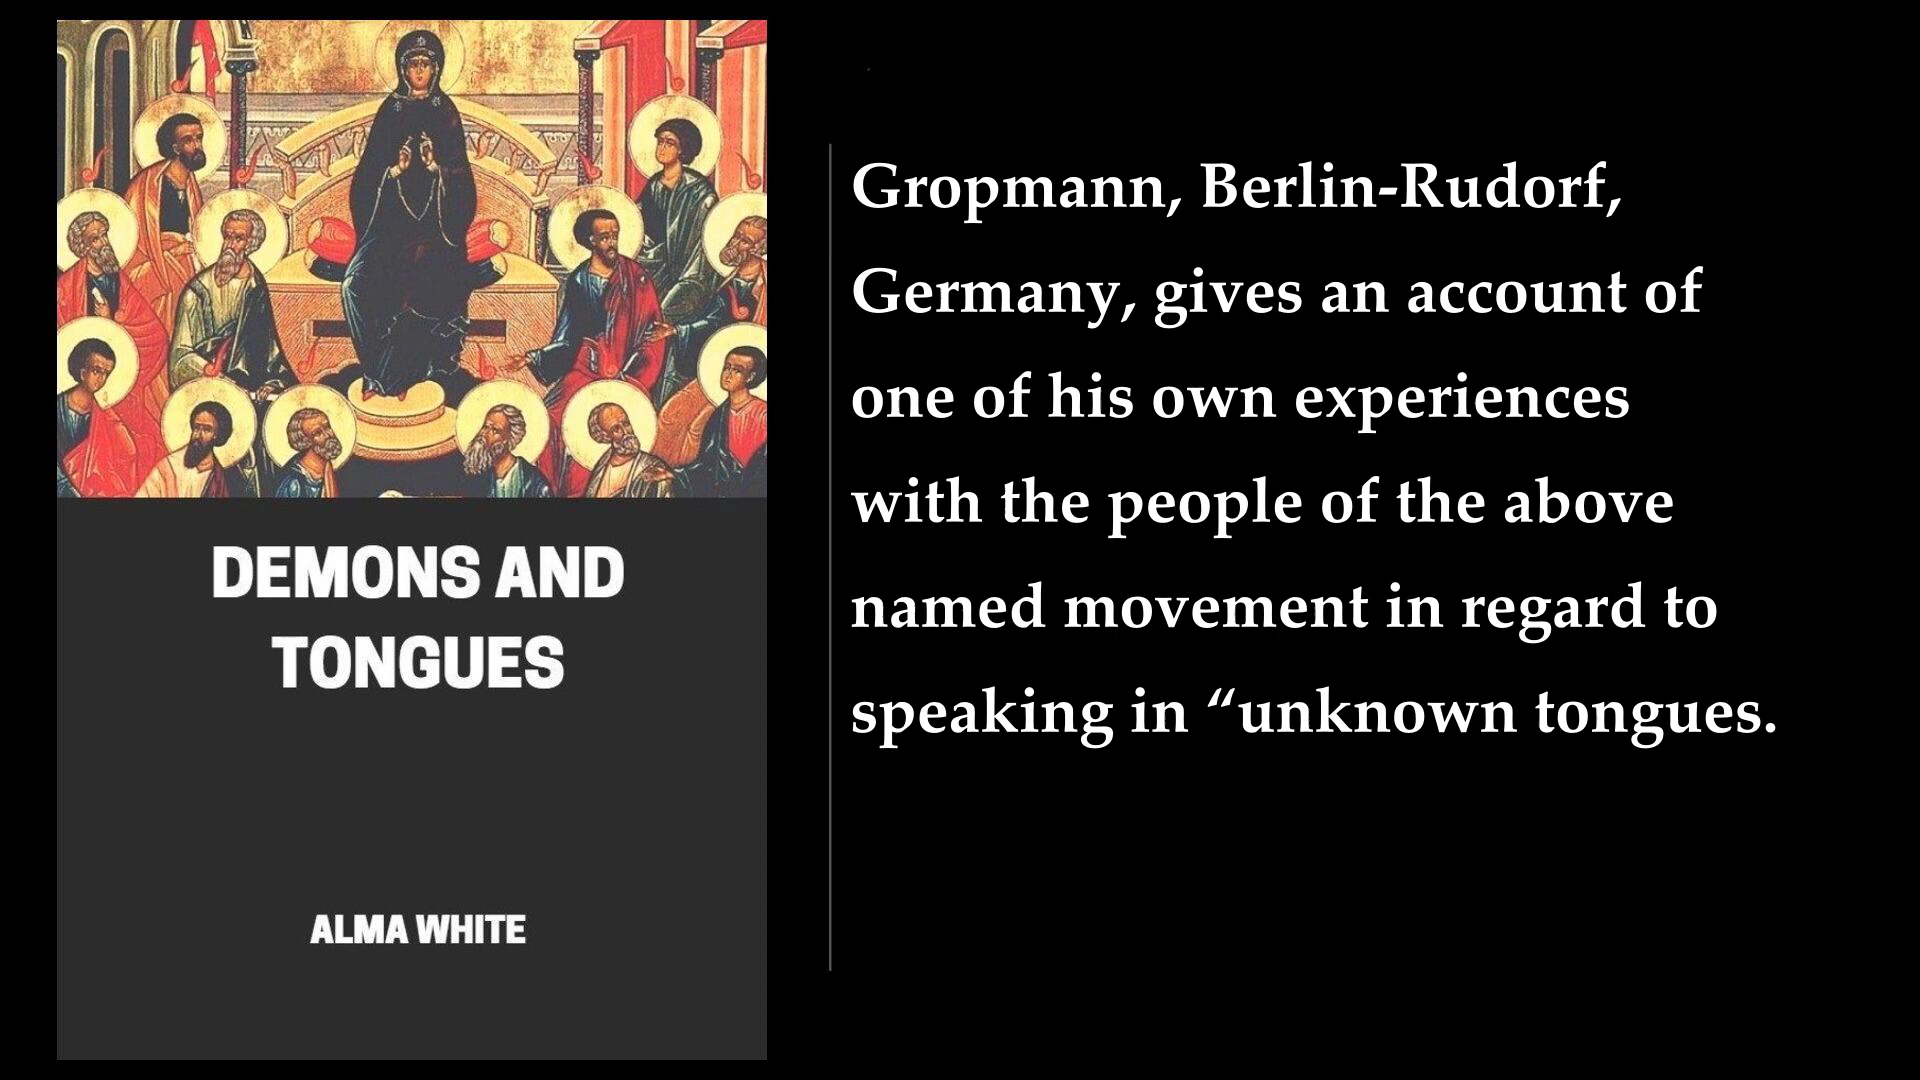 DEMONS AND
TONGUES
ALMA WHITE
Gropmann, Berlin-Rudorf,
Germany, gives an account of
one of his own experiences
with the people of the above
named movement in regard to
speaking in “unknown tongues.